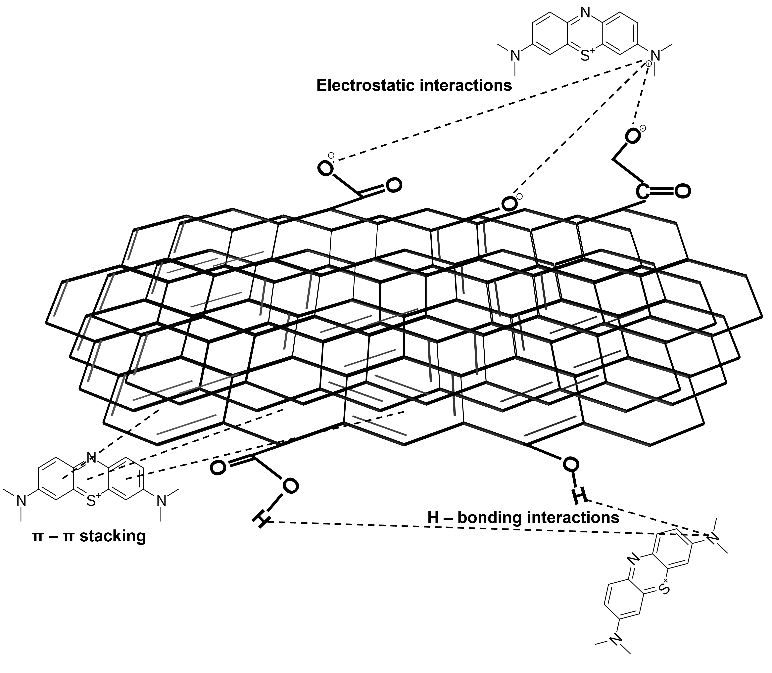 N
N
S+
N
Electrostatic interactions
O
O
O
C=O
O
N
N
S+
N
π – π stacking
O
O
H
O
H
H – bonding interactions
N
N
S+
N